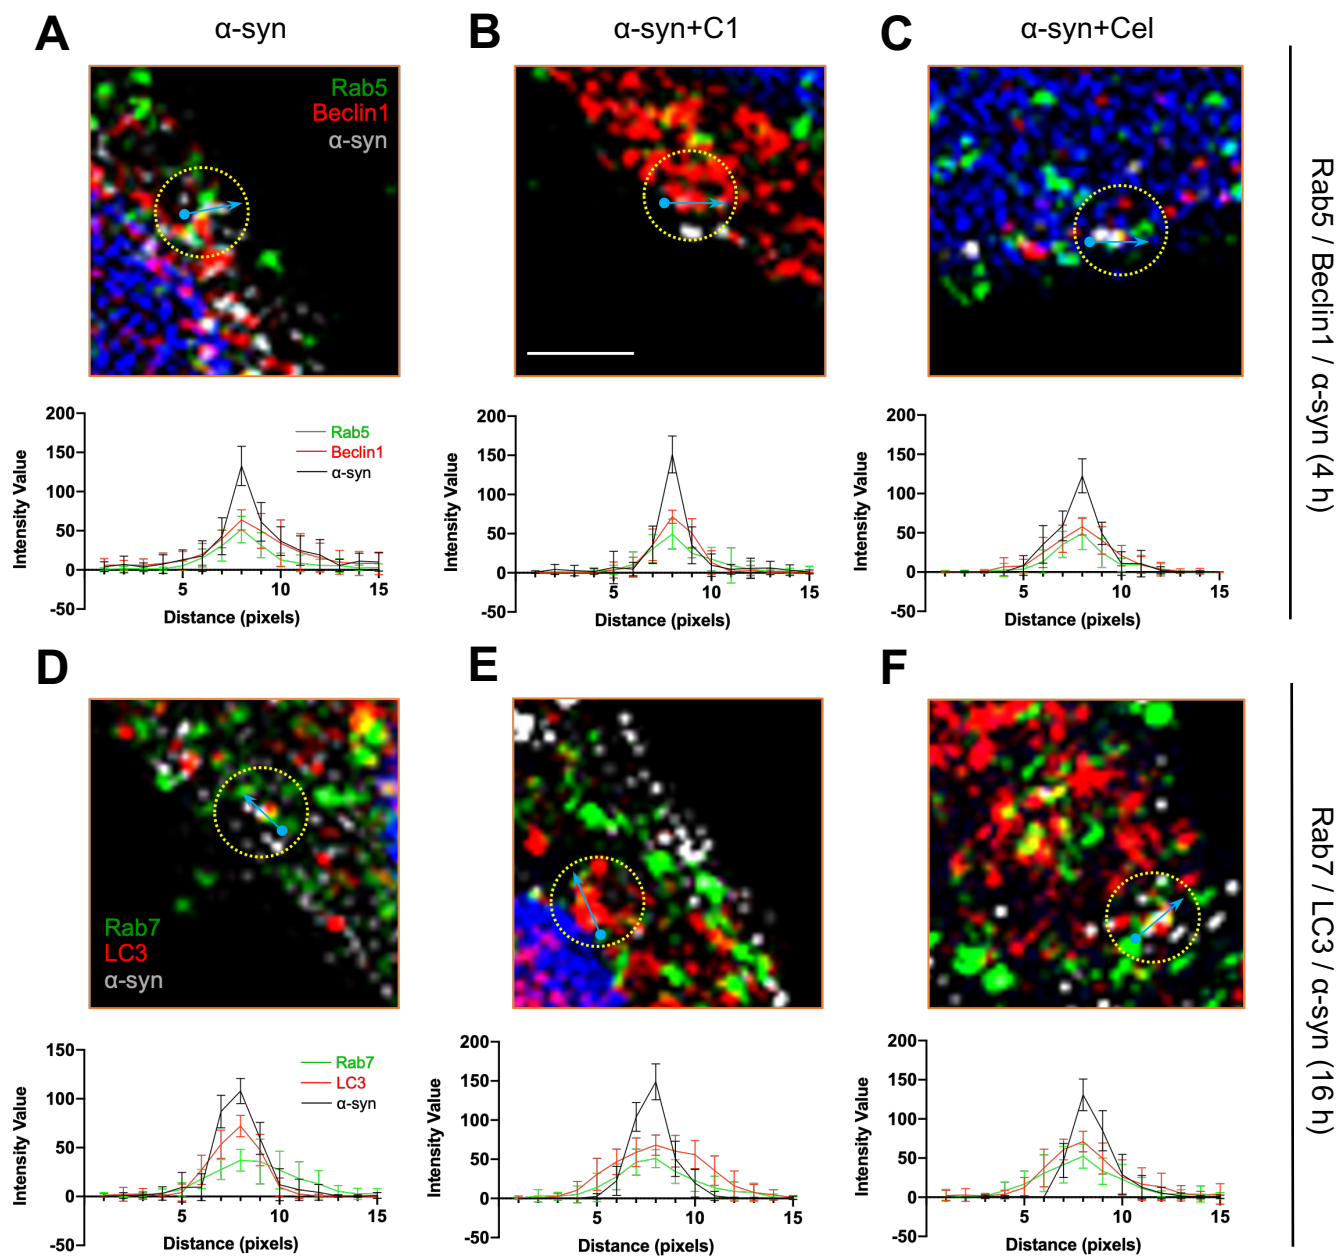 A
α-syn
B
α-syn+C1
C
α-syn+Cel
Rab5
Beclin1
α-syn
Rab5 / Beclin1 / α-syn (4 h)
200
150
100
50
0
-50
5
10
15
Intensity Value
Distance (pixels)
Rab5
Beclin1
α-syn
200
150
100
50
0
-50
5
10
15
Intensity Value
Distance (pixels)
200
150
100
50
0
-50
5
10
15
Intensity Value
Distance (pixels)
D
E
F
Rab7
LC3
α-syn
Rab7 / LC3 / α-syn (16 h)
150
100
50
0
-50
5
10
15
Intensity Value
Distance (pixels)
Rab7
LC3
α-syn
200
150
100
50
0
-50
5
10
15
Intensity Value
Distance (pixels)
200
150
100
50
0
-50
5
10
15
Intensity Value
Distance (pixels)